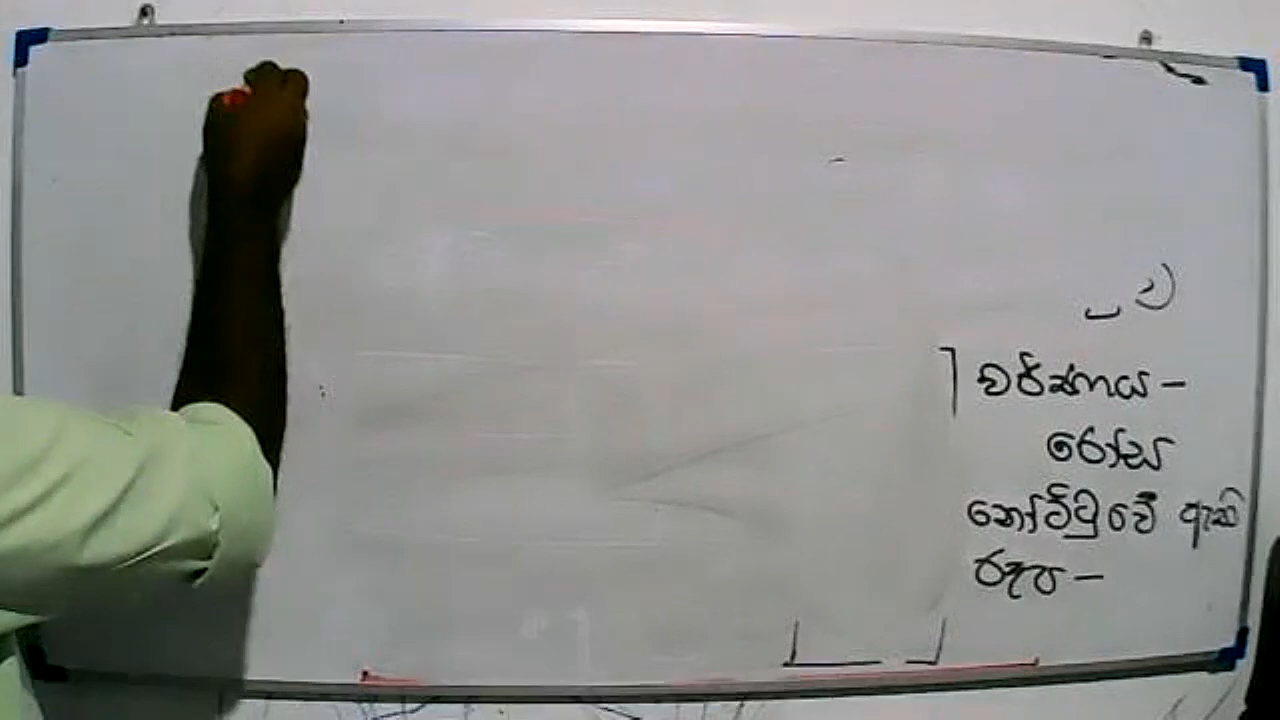 වර්ණය –
රෝස
නෝට්ටුවේ ඇති
රූප –